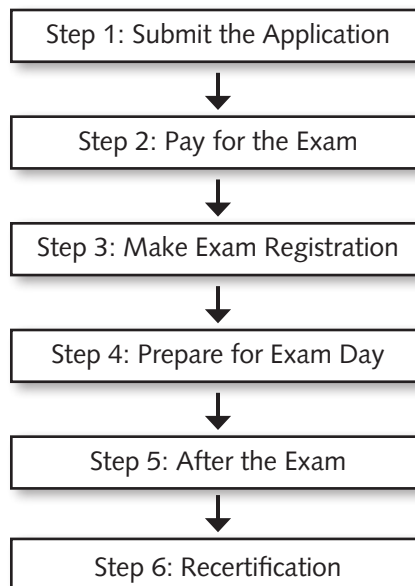 Step 1: Submit the Application
Step 2: Pay for the Exam
Step 3: Make Exam Registration
Step 4: Prepare for Exam Day
Step 5: After the Exam
Step 6: Recertification